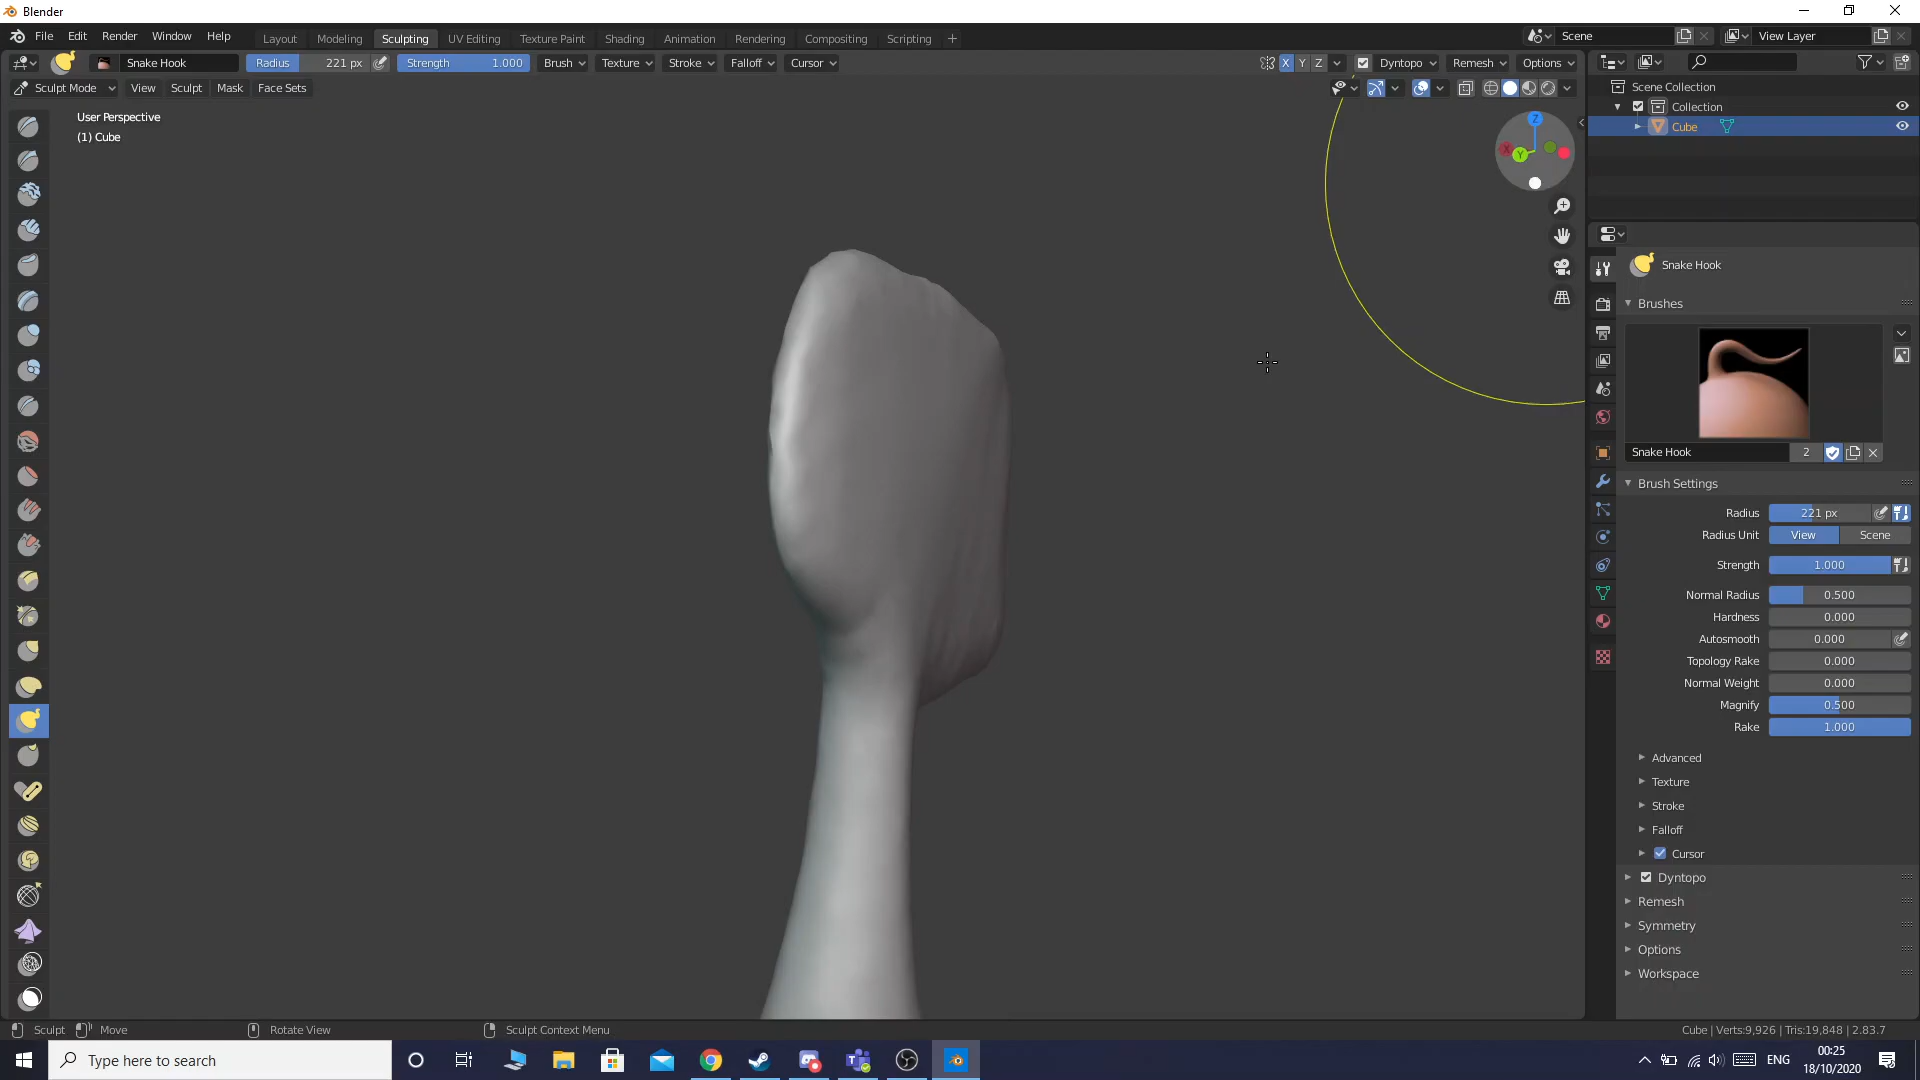 Blender
File Edit Render Window Help
Layout Modeling Sculpting UV Editing Texture Paint Shading Animation Rendering Compositing Scripting +
Scene View Layer
Snake Hook Radius 221 px Strength 1.000 Brush Texture Stroke Falloff Cursor
X Y Z Dyntopo Remesh Options
Sculpt Mode View Sculpt Mask Face Sets
User Perspective
(1) Cube
Z
X Y
Scene Collection
Collection
Cube
Snake Hook
Brushes
Snake Hook 2
Brush Settings
Radius 221 px
Radius Unit View Scene
Strength 1.000
Normal Radius 0.500
Hardness 0.000
Autosmooth 0.000
Topology Rake 0.000
Normal Weight 0.000
Magnify 0.500
Rake 1.000
Advanced
Texture
Stroke
Falloff
Cursor
Dyntopo
Remesh
Symmetry
Options
Workspace
Sculpt Move Rotate View Sculpt Context Menu
Cube | Verts:9,926 | Tris:19,848 | 2.83.7
Type here to search
ENG
00:25
18/10/2020